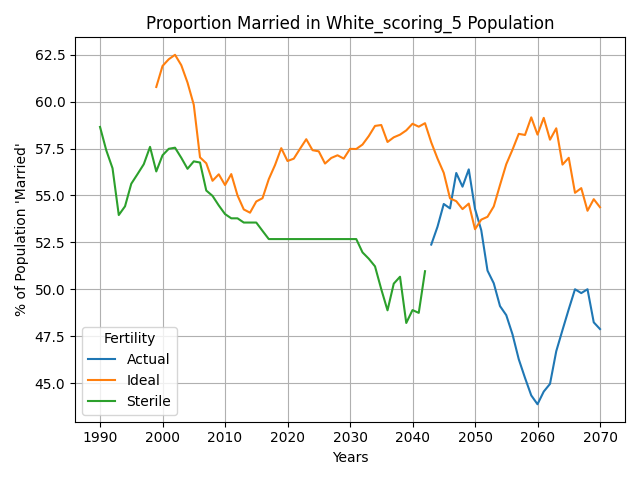 Proportion Married in White_scoring_5 Population
% of Population 'Married'
62.5
60.0
57.5
55.0
52.5
50.0
47.5
45.0
Fertility
Actual
Ideal
Sterile
1990 2000 2010 2020 2030 2040 2050 2060 2070
Years